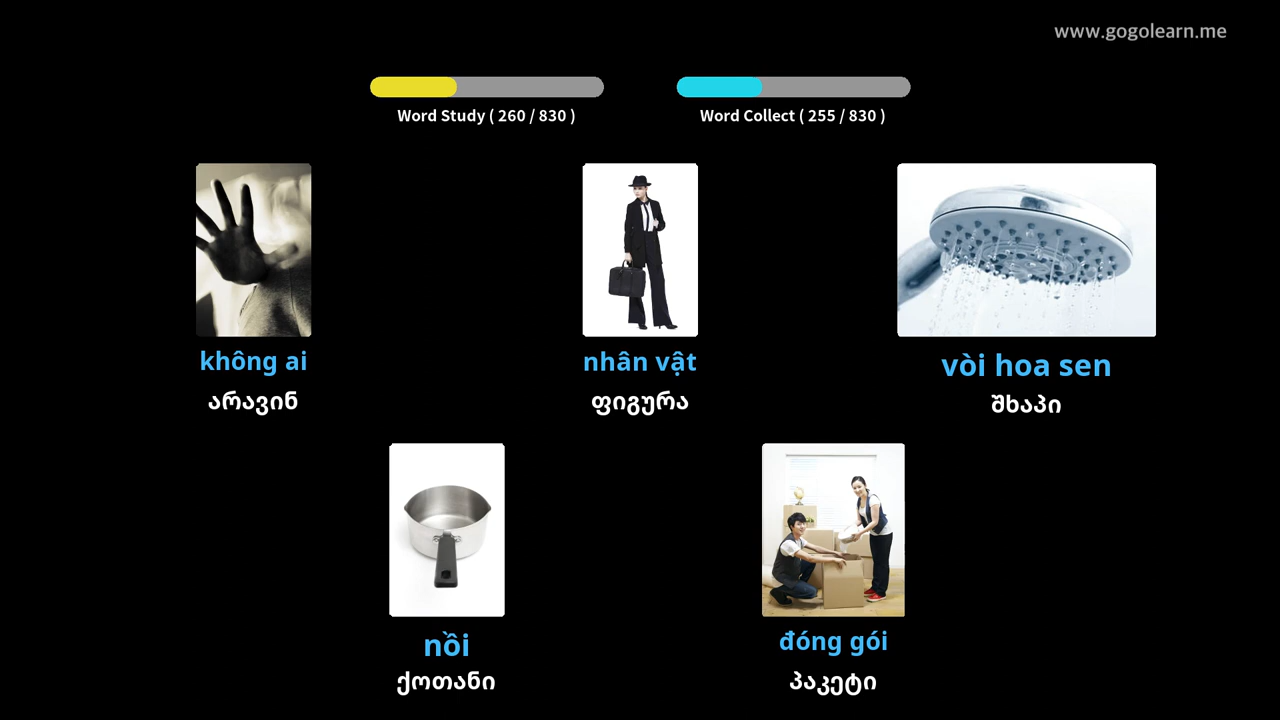 www.gogolearn.me
Word Study ( 260 / 830 )
Word Collect ( 255 / 830 )
không ai
არავინ
nhân vật
ფიგურა
vòi hoa sen
შხაპი
nồi
ქოთანი
đóng gói
პაკეტი